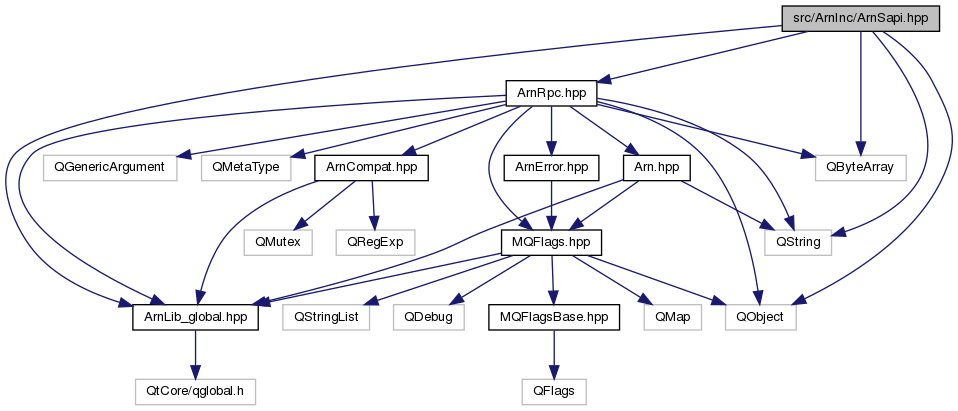 src/ArnInc/ArnSapi.hpp
ArnRpc.hpp
QGenericArgument
QMetaType
ArnCompat.hpp
ArnError.hpp
Arn.hpp
QByteArray
QMutex
QRegExp
MQFlags.hpp
QString
ArnLib_global.hpp
QStringList
QDebug
MQFlagsBase.hpp
QMap
QObject
QtCore/qglobal.h
QFlags